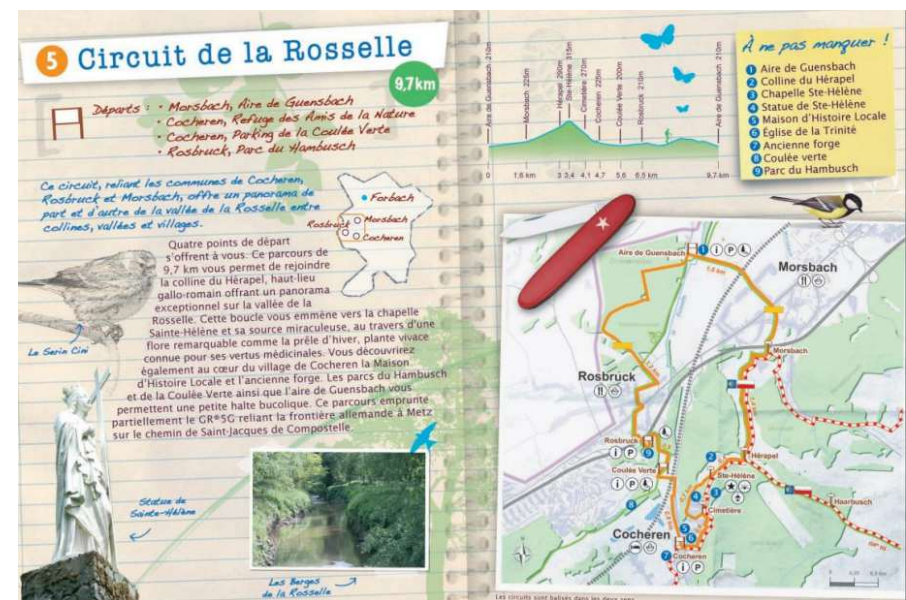 5 Circuit de la Rosselle
9,7km
Départs : • Morsbach, Aire de Guensbach
• Cocheren, Refuge des Amis de la Nature
• Cocheren, Parking de la Coulée Verte
• Rosbruck, Parc du Hambusch
Ce circuit, reliant les communes de Cocheren,
Rosbruck et Morsbach, offre un panorama de
part et d'autre de la vallée de la Rosselle entre
collines, vallées et villages.
Forbach
Morsbach
Rosbruck
Cocheren
Quatre points de départ
s'offrent à vous. Ce parcours de
9,7 km vous permet de rejoindre
la colline du Hérapel, haut-lieu
gallo-romain offrant un panorama
exceptionnel sur la vallée de la
Rosselle. Cette boucle vous emmène vers la chapelle
Sainte-Hélène et sa source miraculeuse, au travers d'une
flore remarquable comme la prêle d'hiver, plante vivace
connue pour ses vertus médicinales. Vous découvrirez
également au cœur du village de Cocheren la Maison
d'Histoire Locale et l'ancienne forge. Les parcs du Hambusch
et de la Coulée Verte ainsi que l'aire de Guensbach vous
permettent une petite halte bucolique. Ce parcours emprunte
partiellement le GR®5G reliant la frontière allemande à Metz
sur le chemin de Saint-Jacques de Compostelle.
Le Serin Cini
Statue de
Sainte-Hélène
Les Berges
de la Rosselle
Aire de Guensbach 210m
Morsbach 225m
Hérapel 290m
Ste-Hélène 315m
Cimetière 270m
Cocheren 225m
Coulée Verte 200m
Rosbruck 210m
Aire de Guensbach 210m
0 1,6 km 3 3,4 4,1 4,7 5,6 6,5 km 9,7 km
À ne pas manquer !
1 Aire de Guensbach
2 Colline du Hérapel
3 Chapelle Ste-Hélène
4 Statue de Ste-Hélène
5 Maison d'Histoire Locale
6 Église de la Trinité
7 Ancienne forge
8 Coulée verte
9 Parc du Hambusch
Aire de Guensbach 1 i P
1,6 km
Morsbach
Morsbach
Rosbruck
Rosbruck
i P 9
Coulée Verte
i P
8
2
Hérapel
Ste-Hélène
4 3
Cimetière
Haarbusch
Cocheren
5
6
Cocheren
7 i P
Les circuits sont balisés dans les deux sens